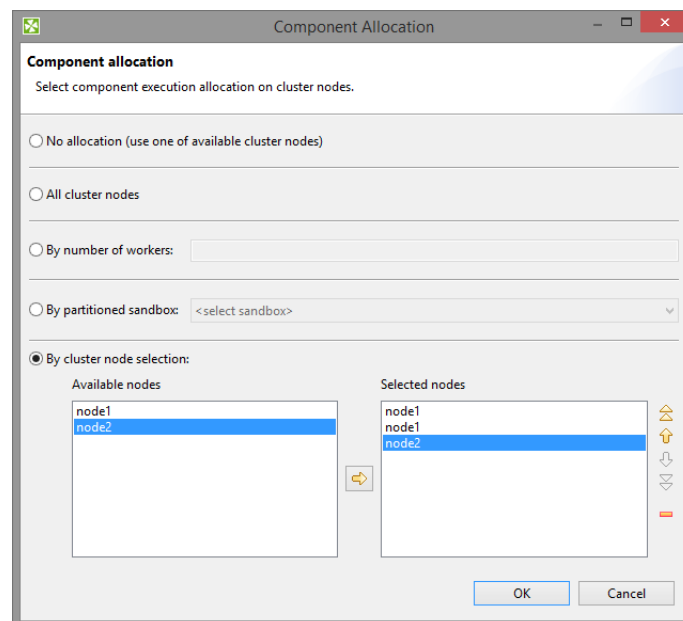 Component Allocation
Component allocation
Select component execution allocation on cluster nodes.
No allocation (use one of available cluster nodes)
All cluster nodes
By number of workers:
By partitioned sandbox: <select sandbox>
By cluster node selection:
Available nodes Selected nodes
node1 node1
node2 node1
node2
OK Cancel